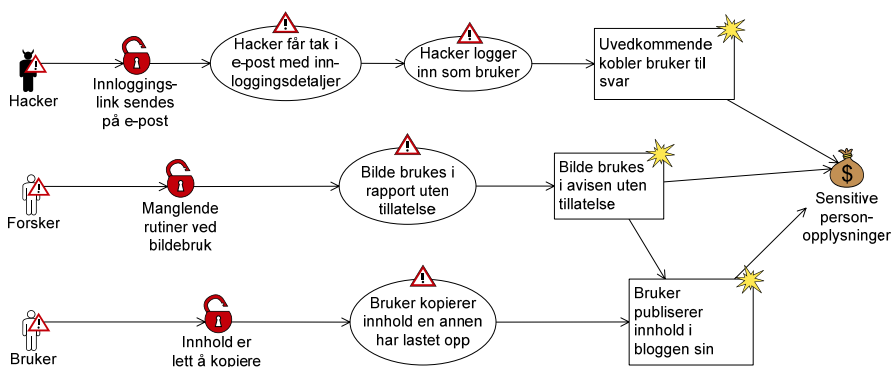 Hacker
Innloggings-
link sendes
på e-post
Hacker får tak i
e-post med inn-
loggingsdetaljer
Hacker logger
inn som bruker
Uvedkommende
kobler bruker til
svar
Forsker
Manglende
rutiner ved
bildebruk
Bilde brukes i
rapport uten
tillatelse
Bilde brukes
i avisen uten
tillatelse
$
Sensitive
person-
opplysninger
Bruker
Innhold er
lett å kopiere
Bruker kopierer
innhold en annen
har lastet opp
Bruker
publiserer
innhold i
bloggen sin